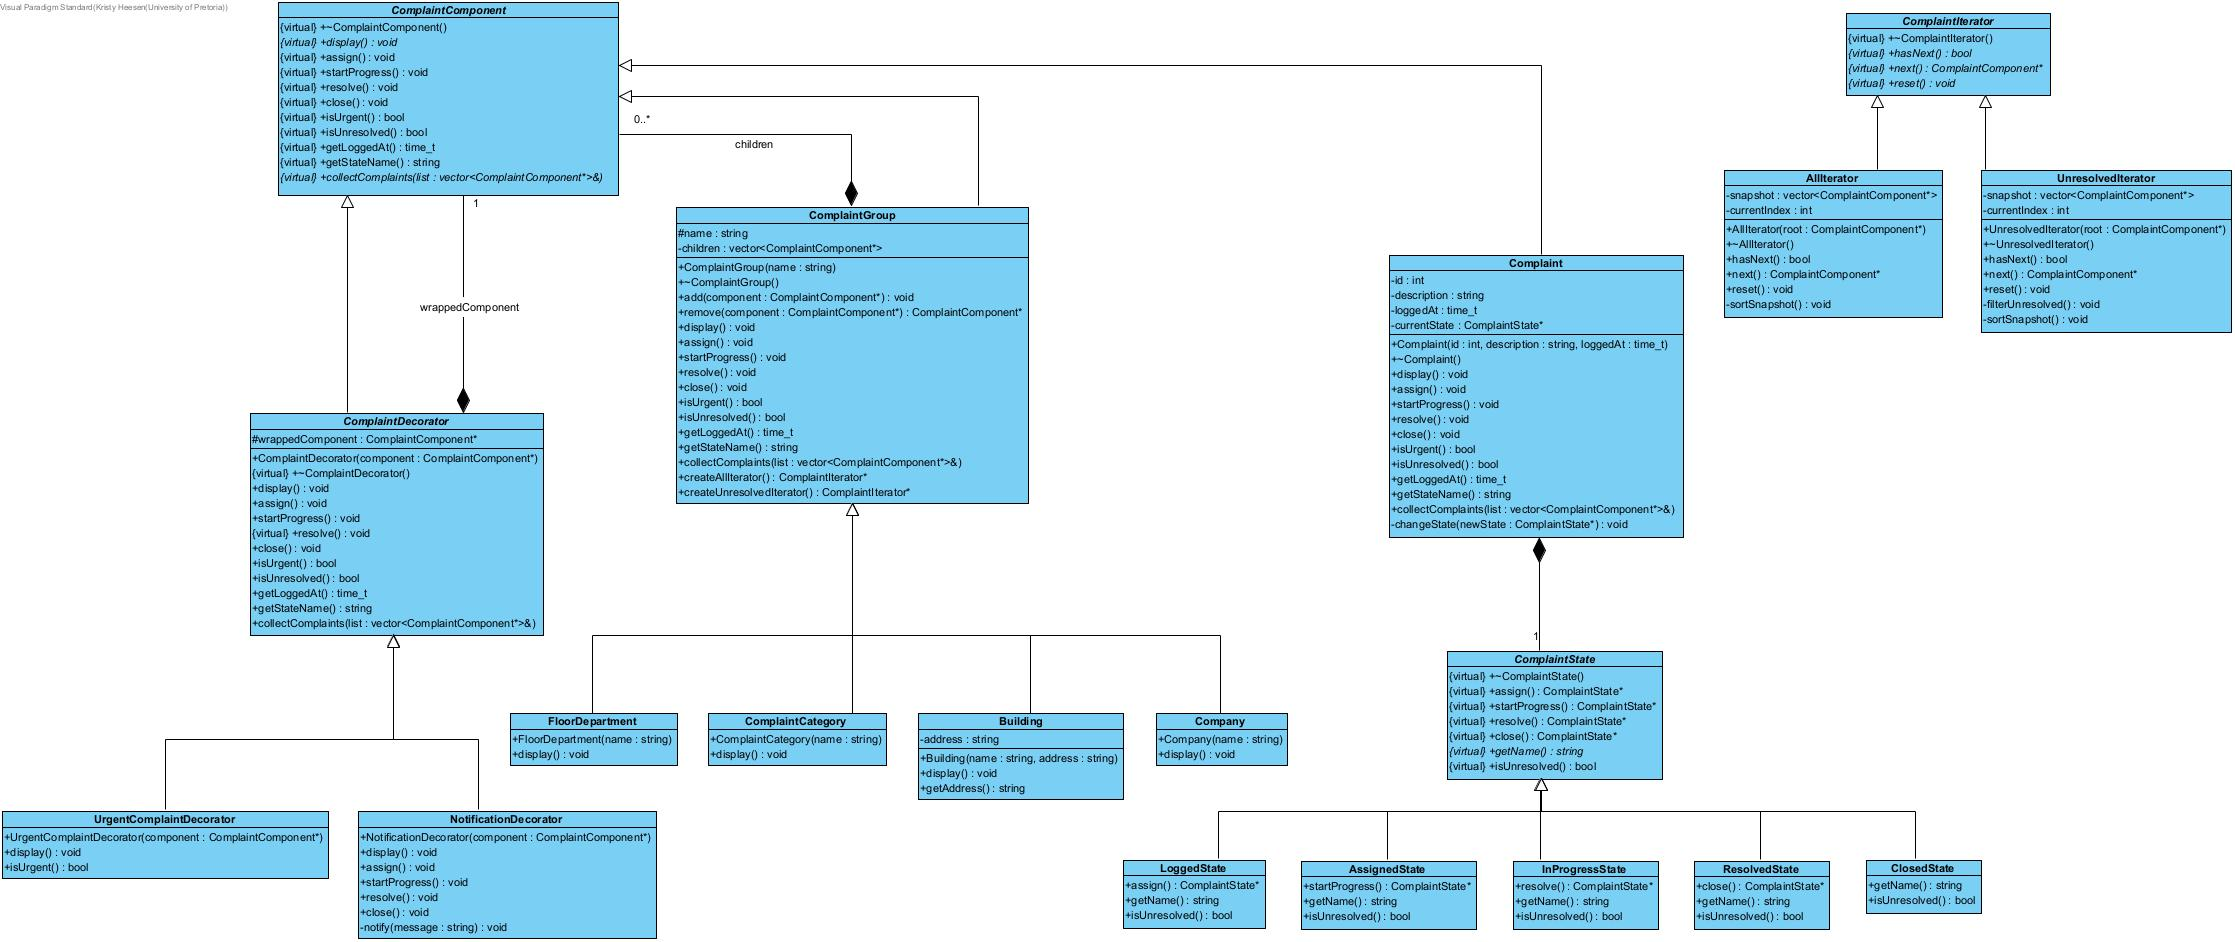 Visual Paradigm Standard(Kristy Heesen(University of Pretoria))
ComplaintComponent
{virtual} +~ComplaintComponent()
{virtual} +display() : void
{virtual} +assign() : void
{virtual} +startProgress() : void
{virtual} +resolve() : void
{virtual} +close() : void
{virtual} +isUrgent() : bool
{virtual} +isUnresolved() : bool
{virtual} +getLoggedAt() : time_t
{virtual} +getStateName() : string
{virtual} +collectComplaints(list : vector<ComplaintComponent*>&)
0..*
children
1
wrappedComponent
ComplaintIterator
{virtual} +~ComplaintIterator()
{virtual} +hasNext() : bool
{virtual} +next() : ComplaintComponent*
{virtual} +reset() : void
AllIterator
-snapshot : vector<ComplaintComponent*>
-currentIndex : int
+AllIterator(root : ComplaintComponent*)
+~AllIterator()
+hasNext() : bool
+next() : ComplaintComponent*
+reset() : void
-sortSnapshot() : void
UnresolvedIterator
-snapshot : vector<ComplaintComponent*>
-currentIndex : int
+UnresolvedIterator(root : ComplaintComponent*)
+~UnresolvedIterator()
+hasNext() : bool
+next() : ComplaintComponent*
+reset() : void
-filterUnresolved() : void
-sortSnapshot() : void
ComplaintGroup
#name : string
-children : vector<ComplaintComponent*>
+ComplaintGroup(name : string)
+~ComplaintGroup()
+add(component : ComplaintComponent*) : void
+remove(component : ComplaintComponent*) : ComplaintComponent*
+display() : void
+assign() : void
+startProgress() : void
+resolve() : void
+close() : void
+isUrgent() : bool
+isUnresolved() : bool
+getLoggedAt() : time_t
+getStateName() : string
+collectComplaints(list : vector<ComplaintComponent*>&)
+createAllIterator() : ComplaintIterator*
+createUnresolvedIterator() : ComplaintIterator*
Complaint
-id : int
-description : string
-loggedAt : time_t
-currentState : ComplaintState*
+Complaint(id : int, description : string, loggedAt : time_t)
+~Complaint()
+display() : void
+assign() : void
+startProgress() : void
+resolve() : void
+close() : void
+isUrgent() : bool
+isUnresolved() : bool
+getLoggedAt() : time_t
+getStateName() : string
+collectComplaints(list : vector<ComplaintComponent*>&)
-changeState(newState : ComplaintState*) : void
ComplaintDecorator
#wrappedComponent : ComplaintComponent*
+ComplaintDecorator(component : ComplaintComponent*)
{virtual} +~ComplaintDecorator()
+display() : void
+assign() : void
+startProgress() : void
{virtual} +resolve() : void
+close() : void
+isUrgent() : bool
+isUnresolved() : bool
+getLoggedAt() : time_t
+getStateName() : string
+collectComplaints(list : vector<ComplaintComponent*>&)
1
ComplaintState
{virtual} +~ComplaintState()
{virtual} +assign() : ComplaintState*
{virtual} +startProgress() : ComplaintState*
{virtual} +resolve() : ComplaintState*
{virtual} +close() : ComplaintState*
{virtual} +getName() : string
{virtual} +isUnresolved() : bool
FloorDepartment
+FloorDepartment(name : string)
+display() : void
ComplaintCategory
+ComplaintCategory(name : string)
+display() : void
Building
-address : string
+Building(name : string, address : string)
+display() : void
+getAddress() : string
Company
+Company(name : string)
+display() : void
UrgentComplaintDecorator
+UrgentComplaintDecorator(component : ComplaintComponent*)
+display() : void
+isUrgent() : bool
NotificationDecorator
+NotificationDecorator(component : ComplaintComponent*)
+display() : void
+assign() : void
+startProgress() : void
+resolve() : void
+close() : void
-notify(message : string) : void
LoggedState
+assign() : ComplaintState*
+getName() : string
+isUnresolved() : bool
AssignedState
+startProgress() : ComplaintState*
+getName() : string
+isUnresolved() : bool
InProgressState
+resolve() : ComplaintState*
+getName() : string
+isUnresolved() : bool
ResolvedState
+close() : ComplaintState*
+getName() : string
+isUnresolved() : bool
ClosedState
+getName() : string
+isUnresolved() : bool